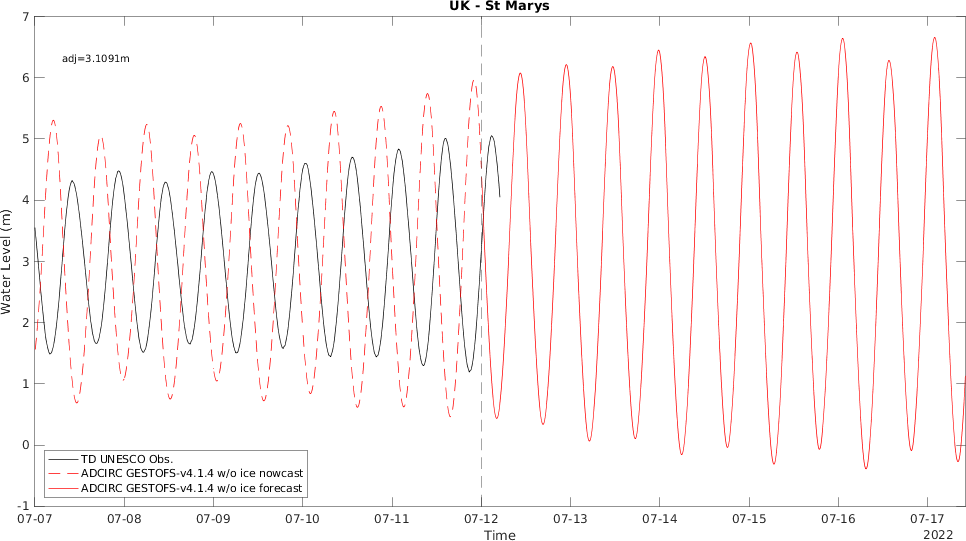 UK - St Marys
adj=3.1091m
Water Level (m)
7
6
5
4
3
2
1
0
-1
TD UNESCO Obs.
ADCIRC GESTOFS-v4.1.4 w/o ice nowcast
ADCIRC GESTOFS-v4.1.4 w/o ice forecast
07-07 07-08 07-09 07-10 07-11 07-12 07-13 07-14 07-15 07-16 07-17
Time
2022